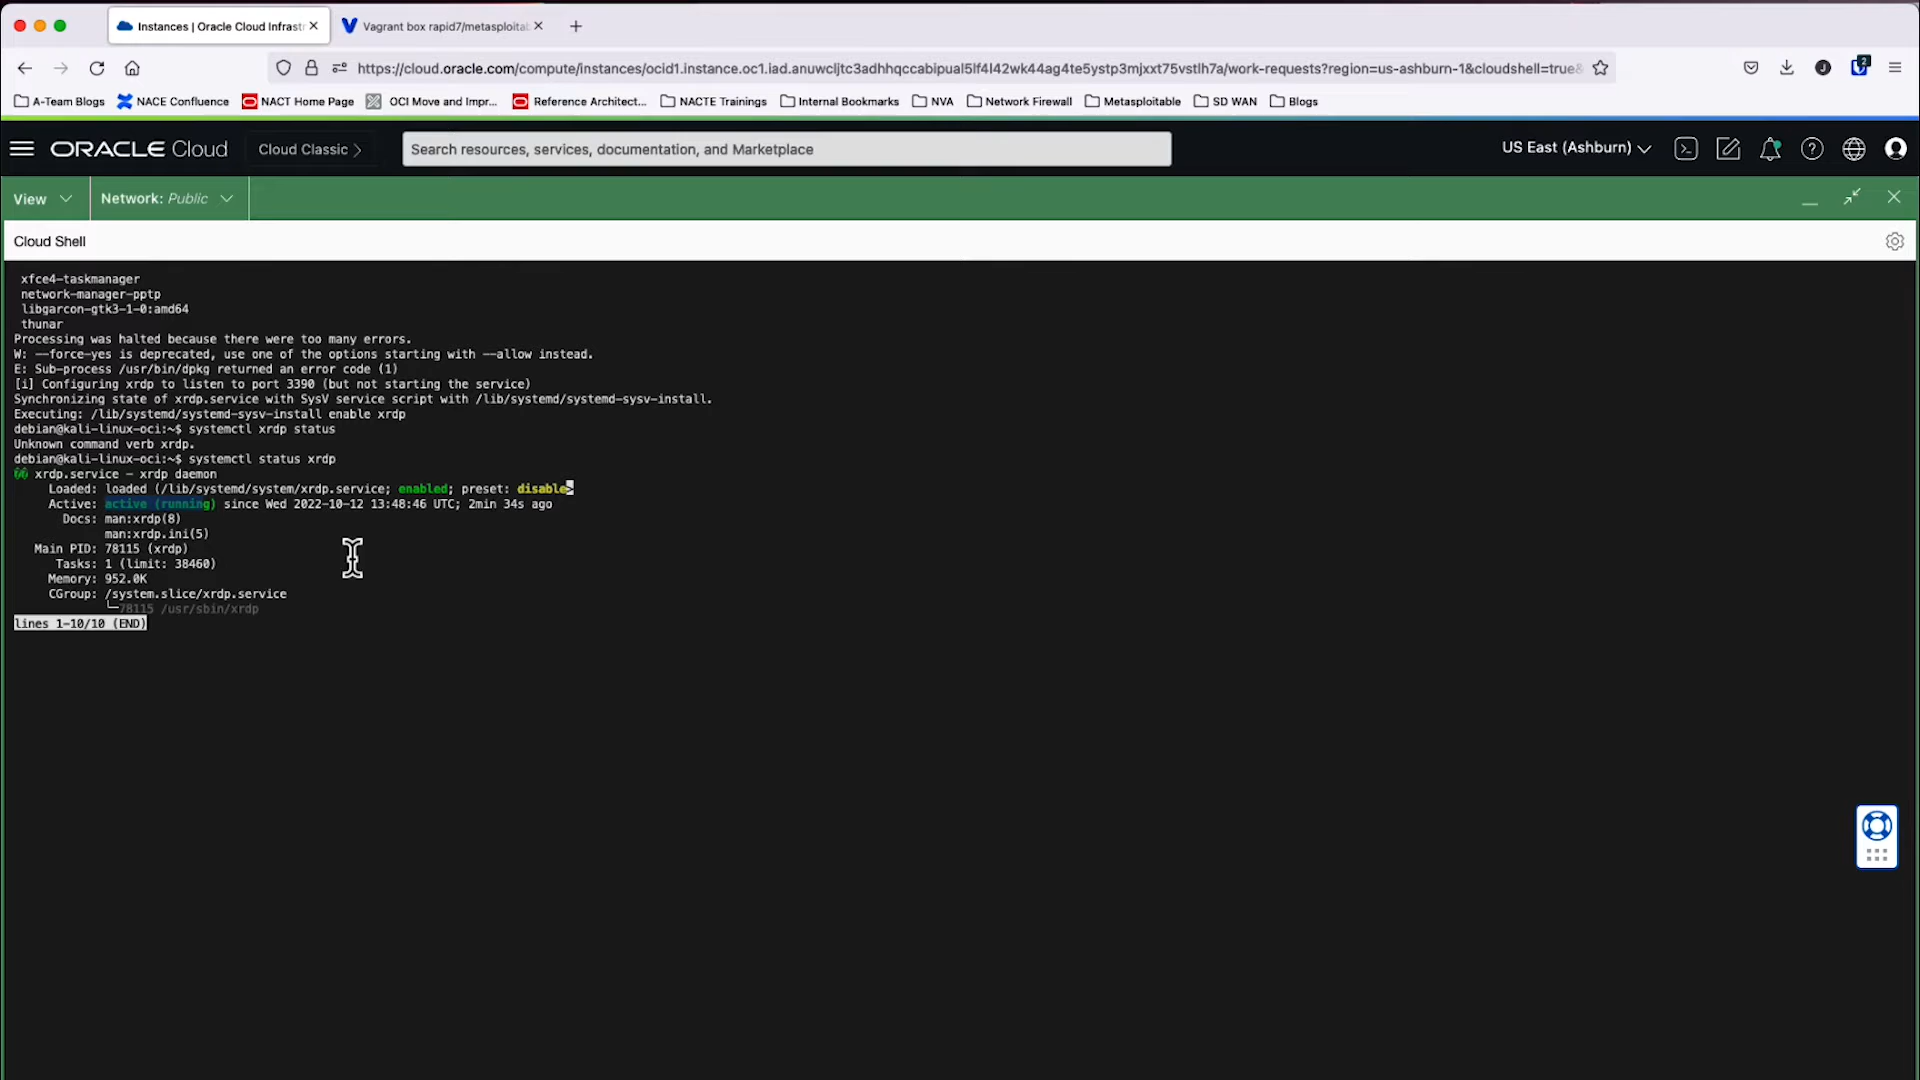 Instances | Oracle Cloud Infrastr
Vagrant box rapid7/metasploitab
https://cloud.oracle.com/compute/instances/ocid1.instance.oc1.iad.anuwcljtc3adhhqccabipual5lf4l42wk44ag4te5ystp3mjxxt75vstlh7a/work-requests?region=us-ashburn-1&cloudshell=true&
2
A-Team Blogs
NACE Confluence
NACT Home Page
OCI Move and Impr...
Reference Architect...
NACTE Trainings
Internal Bookmarks
NVA
Network Firewall
Metasploitable
SD WAN
Blogs
ORACLE Cloud
Cloud Classic >
Search resources, services, documentation, and Marketplace
US East (Ashburn)
View
Network: Public
Cloud Shell
xfce4-taskmanager
network-manager-pptp
libgarcon-gtk3-1-0:amd64
thunar
Processing was halted because there were too many errors.
W: --force-yes is deprecated, use one of the options starting with --allow instead.
E: Sub-process /usr/bin/dpkg returned an error code (1)
[i] Configuring xrdp to listen to port 3390 (but not starting the service)
Synchronizing state of xrdp.service with SysV service script with /lib/systemd/systemd-sysv-install.
Executing: /lib/systemd/systemd-sysv-install enable xrdp
debian@kali-linux-oci:~$ systemctl xrdp status
Unknown command verb xrdp.
debian@kali-linux-oci:~$ systemctl status xrdp
xrdp.service - xrdp daemon
Loaded: loaded (/lib/systemd/system/xrdp.service; enabled; preset: disable>
Active: active (running) since Wed 2022-10-12 13:48:46 UTC; 2min 34s ago
Docs: man:xrdp(8)
man:xrdp.ini(5)
Main PID: 78115 (xrdp)
Tasks: 1 (limit: 38460)
Memory: 952.0K
CGroup: /system.slice/xrdp.service
└─78115 /usr/sbin/xrdp
lines 1-10/10 (END)